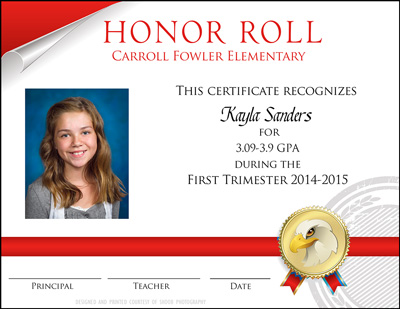 HONOR ROLL
CARROLL FOWLER ELEMENTARY
THIS CERTIFICATE RECOGNIZES
Kayla Sanders
FOR
3.09-3.9 GPA
DURING THE
FIRST TRIMESTER 2014-2015
PRINCIPAL TEACHER DATE
DESIGNED AND PRINTED COURTESY OF SKOOR PHOTOGRAPHY